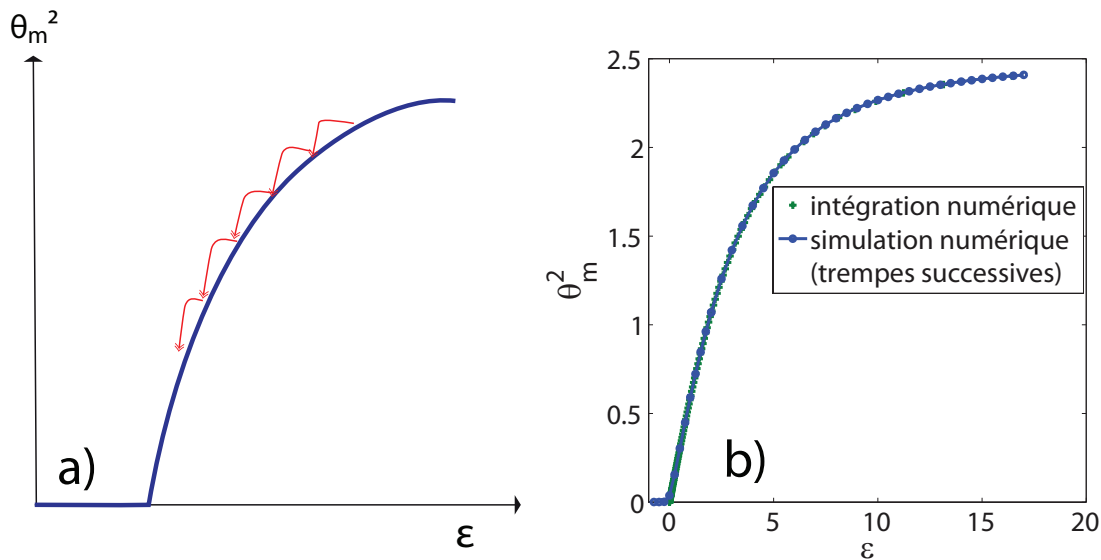 θm²
a)
ε
2.5
2
1.5
1
0.5
0
θ²m
intégration numérique
simulation numérique
(trempes successives)
b)
0 5 10 15 20
ε